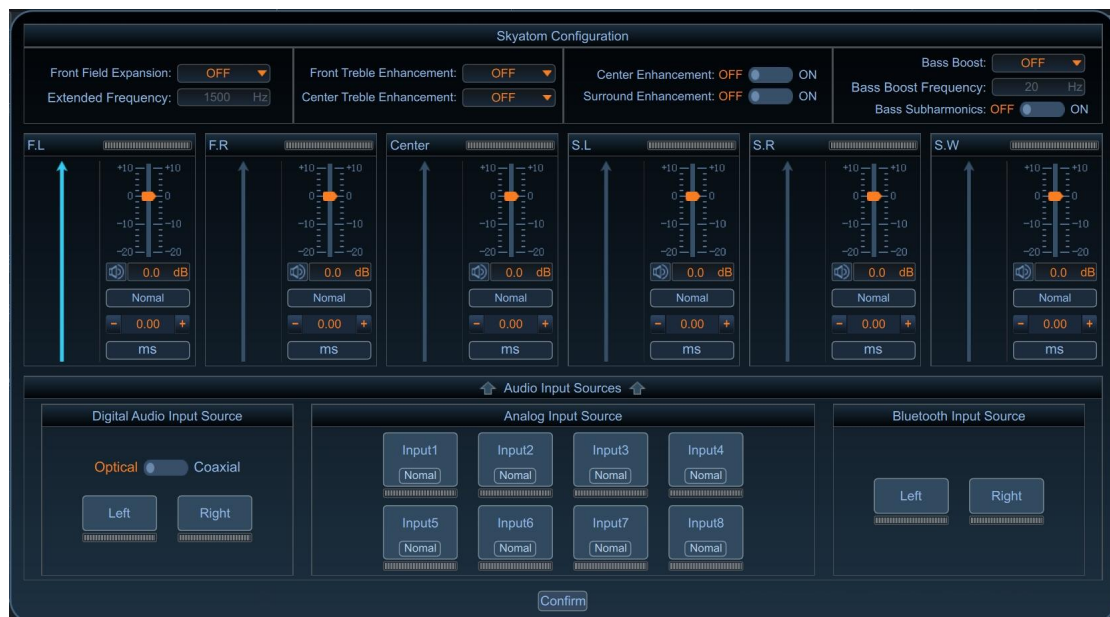 Skyatom Configuration
Front Field Expansion: OFF
Extended Frequency: 1500 Hz
Front Treble Enhancement: OFF
Center Treble Enhancement: OFF
Center Enhancement: OFF ON
Surround Enhancement: OFF ON
Bass Boost: OFF
Bass Boost Frequency: 20 Hz
Bass Subharmonics: OFF ON
F.L
+10 +10
0 0
-10 -10
-20 -20
0.0 dB
Nomal
- 0.00 +
ms
F.R
+10 +10
0 0
-10 -10
-20 -20
0.0 dB
Nomal
- 0.00 +
ms
Center
+10 +10
0 0
-10 -10
-20 -20
0.0 dB
Nomal
- 0.00 +
ms
S.L
+10 +10
0 0
-10 -10
-20 -20
0.0 dB
Nomal
- 0.00 +
ms
S.R
+10 +10
0 0
-10 -10
-20 -20
0.0 dB
Nomal
- 0.00 +
ms
S.W
+10 +10
0 0
-10 -10
-20 -20
0.0 dB
Nomal
- 0.00 +
ms
Audio Input Sources
Digital Audio Input Source
Optical Coaxial
Left Right
Analog Input Source
Input1 Input2 Input3 Input4
Normal Normal Normal Normal
Input5 Input6 Input7 Input8
Normal Normal Normal Normal
Bluetooth Input Source
Left Right
Confirm